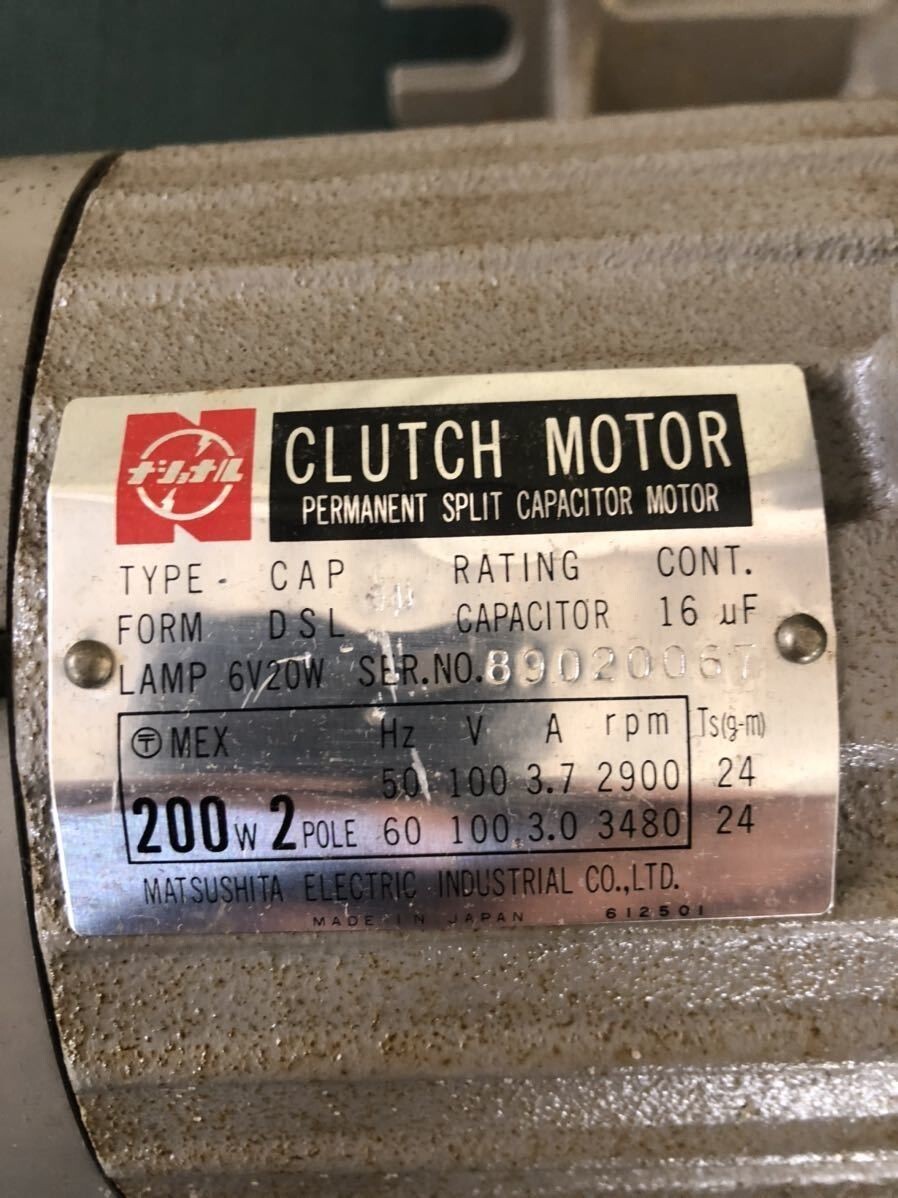 ナショナル
CLUTCH MOTOR
PERMANENT SPLIT CAPACITOR MOTOR
TYPE CAP RATING CONT.
FORM DSL CAPACITOR 16 μF
LAMP 6V20W SER.NO. 89020067
〶 MEX Hz V A rpm Ts(g-m)
50 100 3.7 2900 24
200W 2 POLE 60 100 3.0 3480 24
MATSUSHITA ELECTRIC INDUSTRIAL CO.,LTD.
MADE IN JAPAN 612501